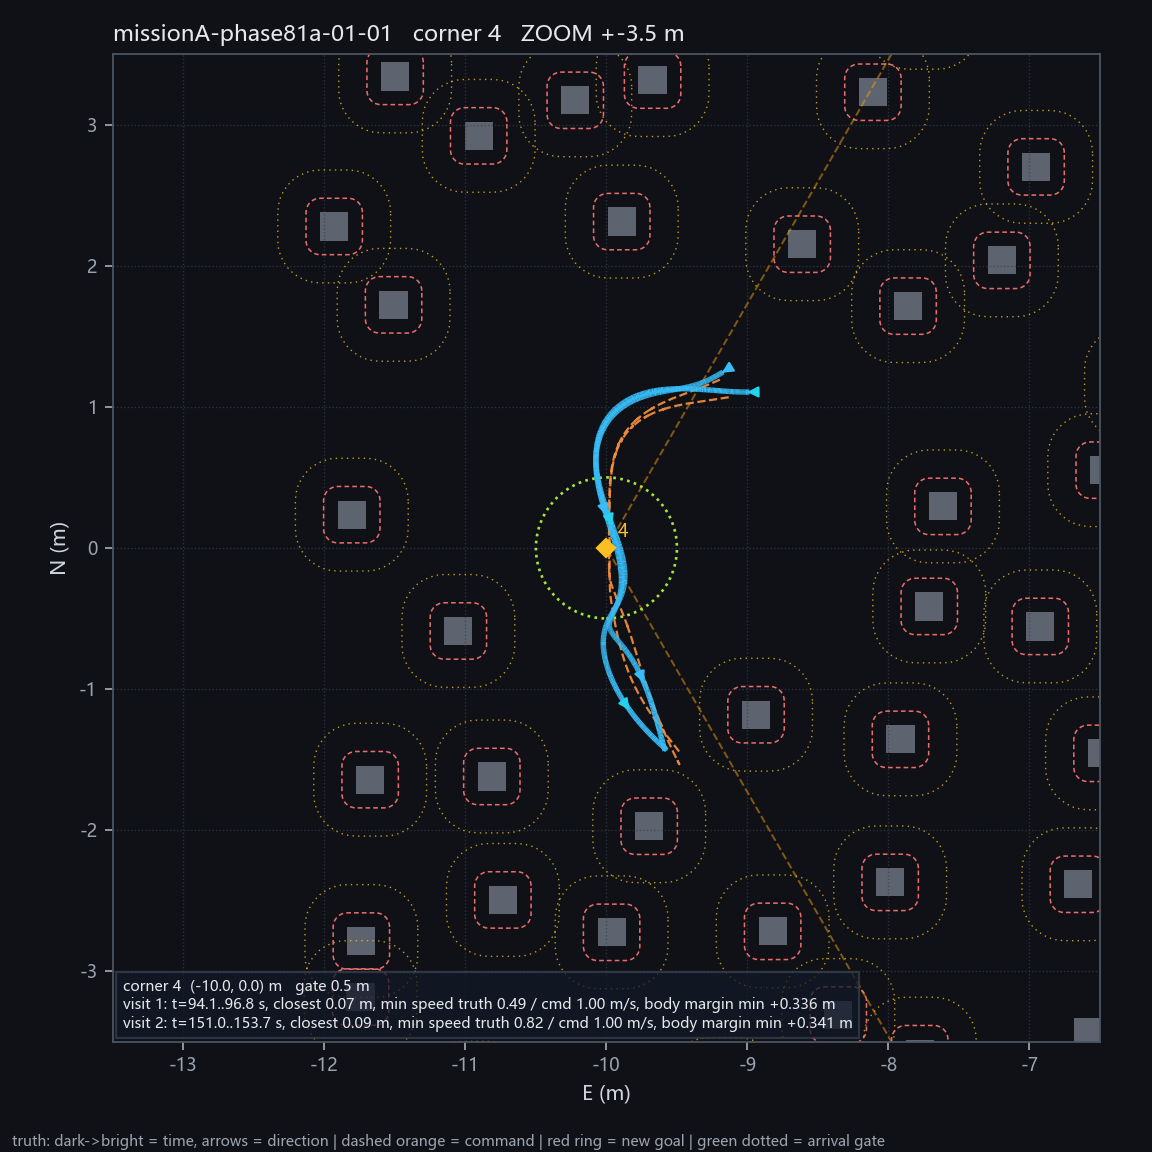 missionA-phase81a-01-01   corner 4   ZOOM +-3.5 m
3
2
1
0
-1
-2
-3
N (m)
4
corner 4  (-10.0, 0.0) m   gate 0.5 m
visit 1: t=94.1..96.8 s, closest 0.07 m, min speed truth 0.49 / cmd 1.00 m/s, body margin min +0.336 m
visit 2: t=151.0..153.7 s, closest 0.09 m, min speed truth 0.82 / cmd 1.00 m/s, body margin min +0.341 m
-13 -12 -11 -10 -9 -8 -7
E (m)
truth: dark->bright = time, arrows = direction | dashed orange = command | red ring = new goal | green dotted = arrival gate